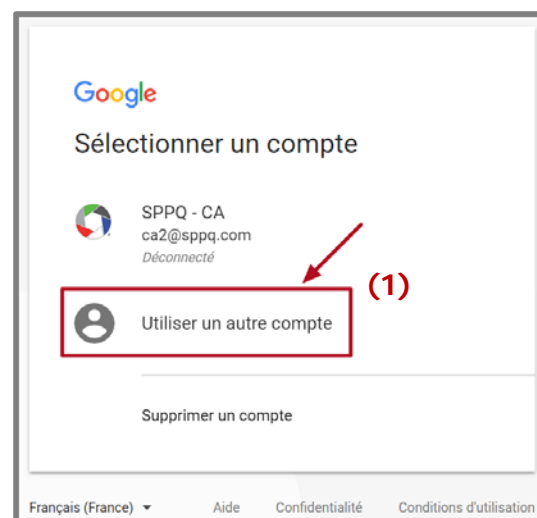 Google
Sélectionner un compte
SPPQ - CA
ca2@sppq.com
Déconnecté
(1)
Utiliser un autre compte
Supprimer un compte
Français (France) Aide Confidentialité Conditions d'utilisation